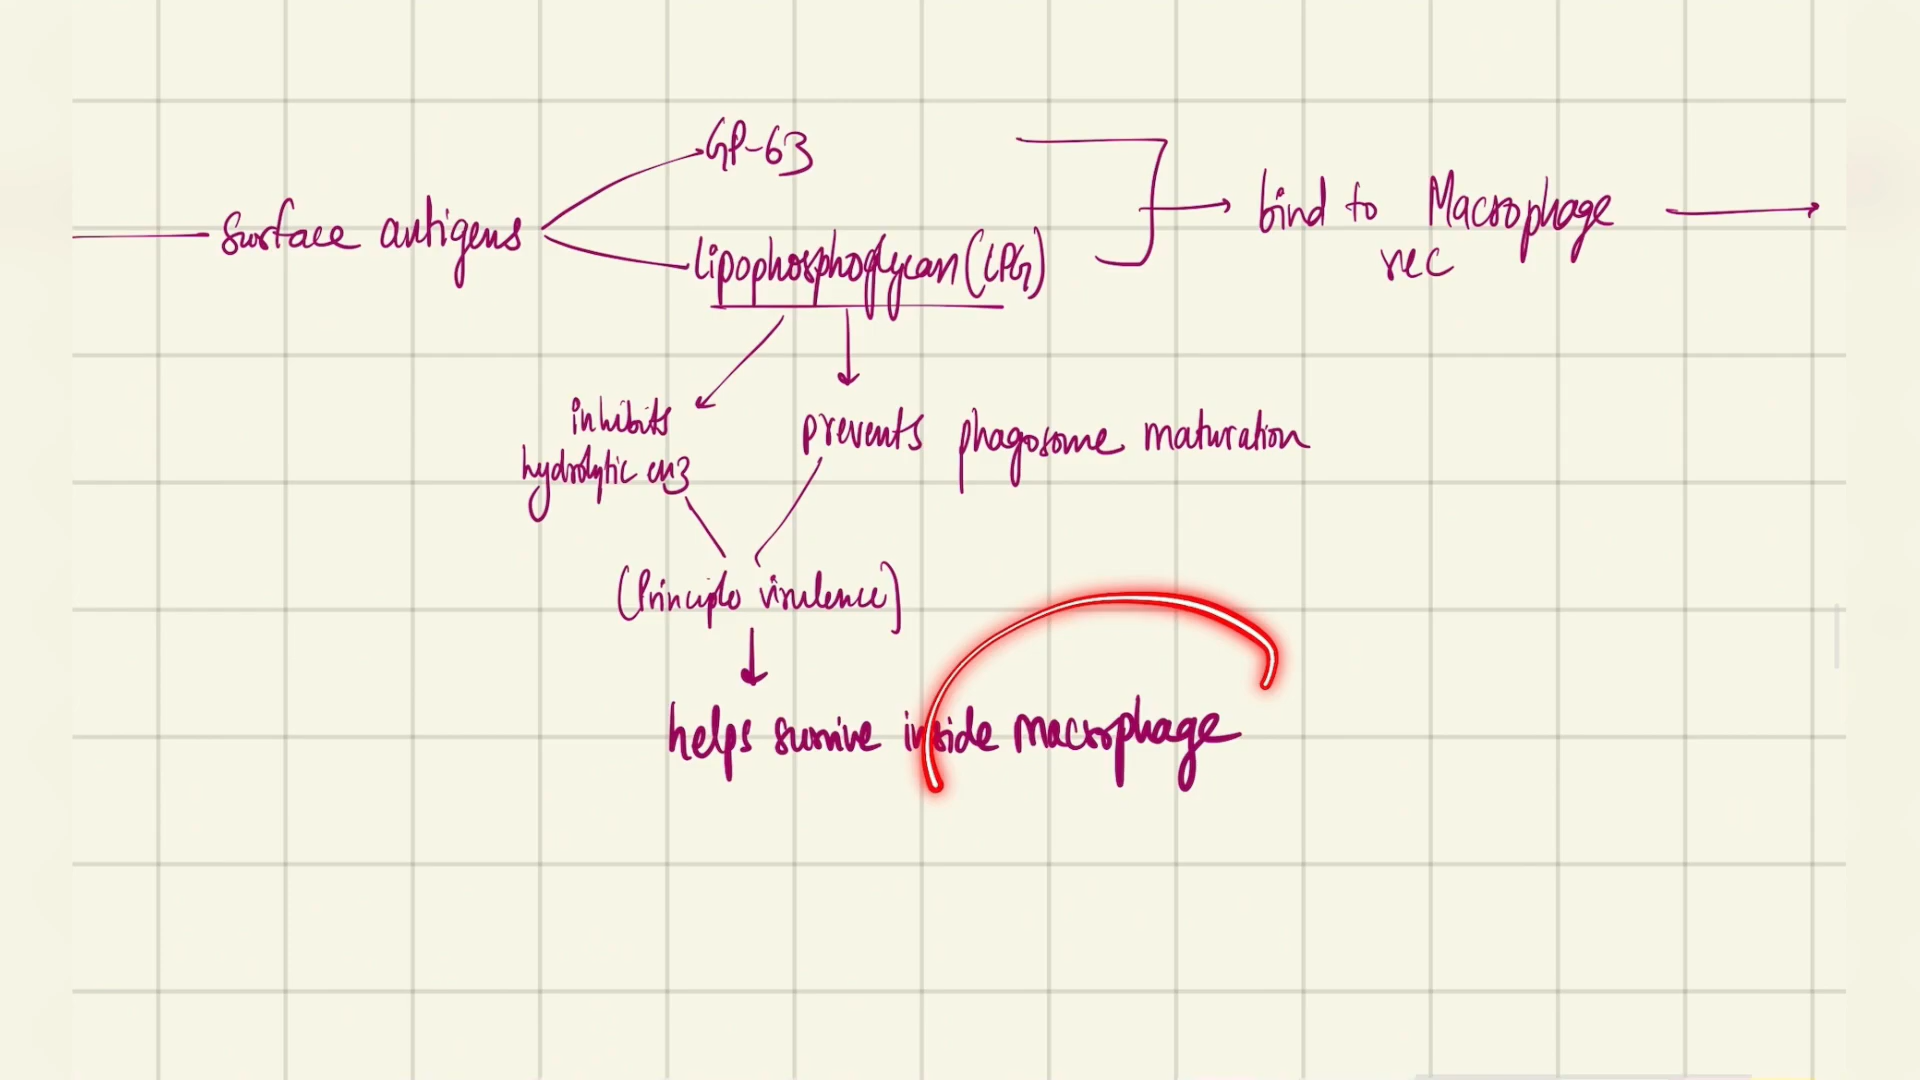 GP-63
Surface antigens
Lipophosphoglycan (LPG)
bind to Macrophage
rec
inhibits
hydrolytic enz
prevents phagosome maturation
(Principle virulence)
helps survive inside macrophage